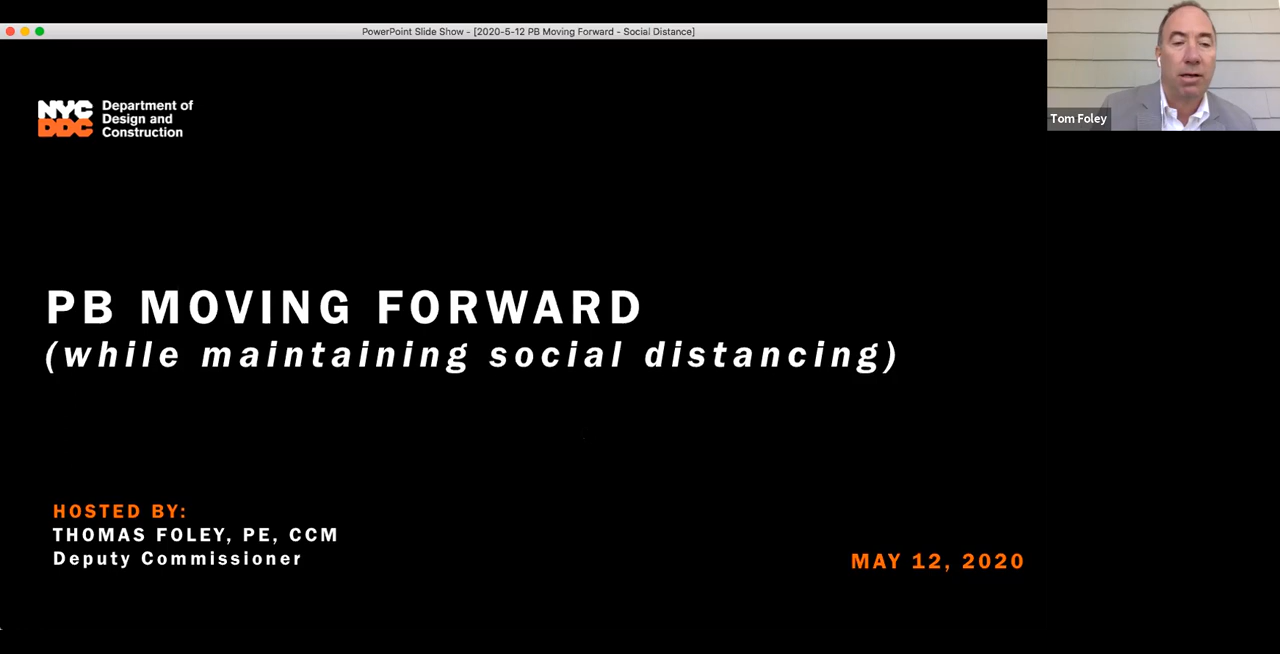 PowerPoint Slide Show - [2020-5-12 PB Moving Forward - Social Distance]
NYC
DDC
Department of
Design and
Construction
Tom Foley
PB MOVING FORWARD
(while maintaining social distancing)
HOSTED BY:
THOMAS FOLEY, PE, CCM
Deputy Commissioner
MAY 12, 2020